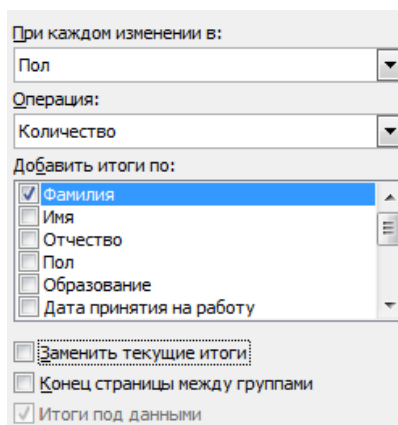 При каждом изменении в:
Пол
Операция:
Количество
Добавить итоги по:
Фамилия
Имя
Отчество
Пол
Образование
Дата принятия на работу
Заменить текущие итоги
Конец страницы между группами
Итоги под данными